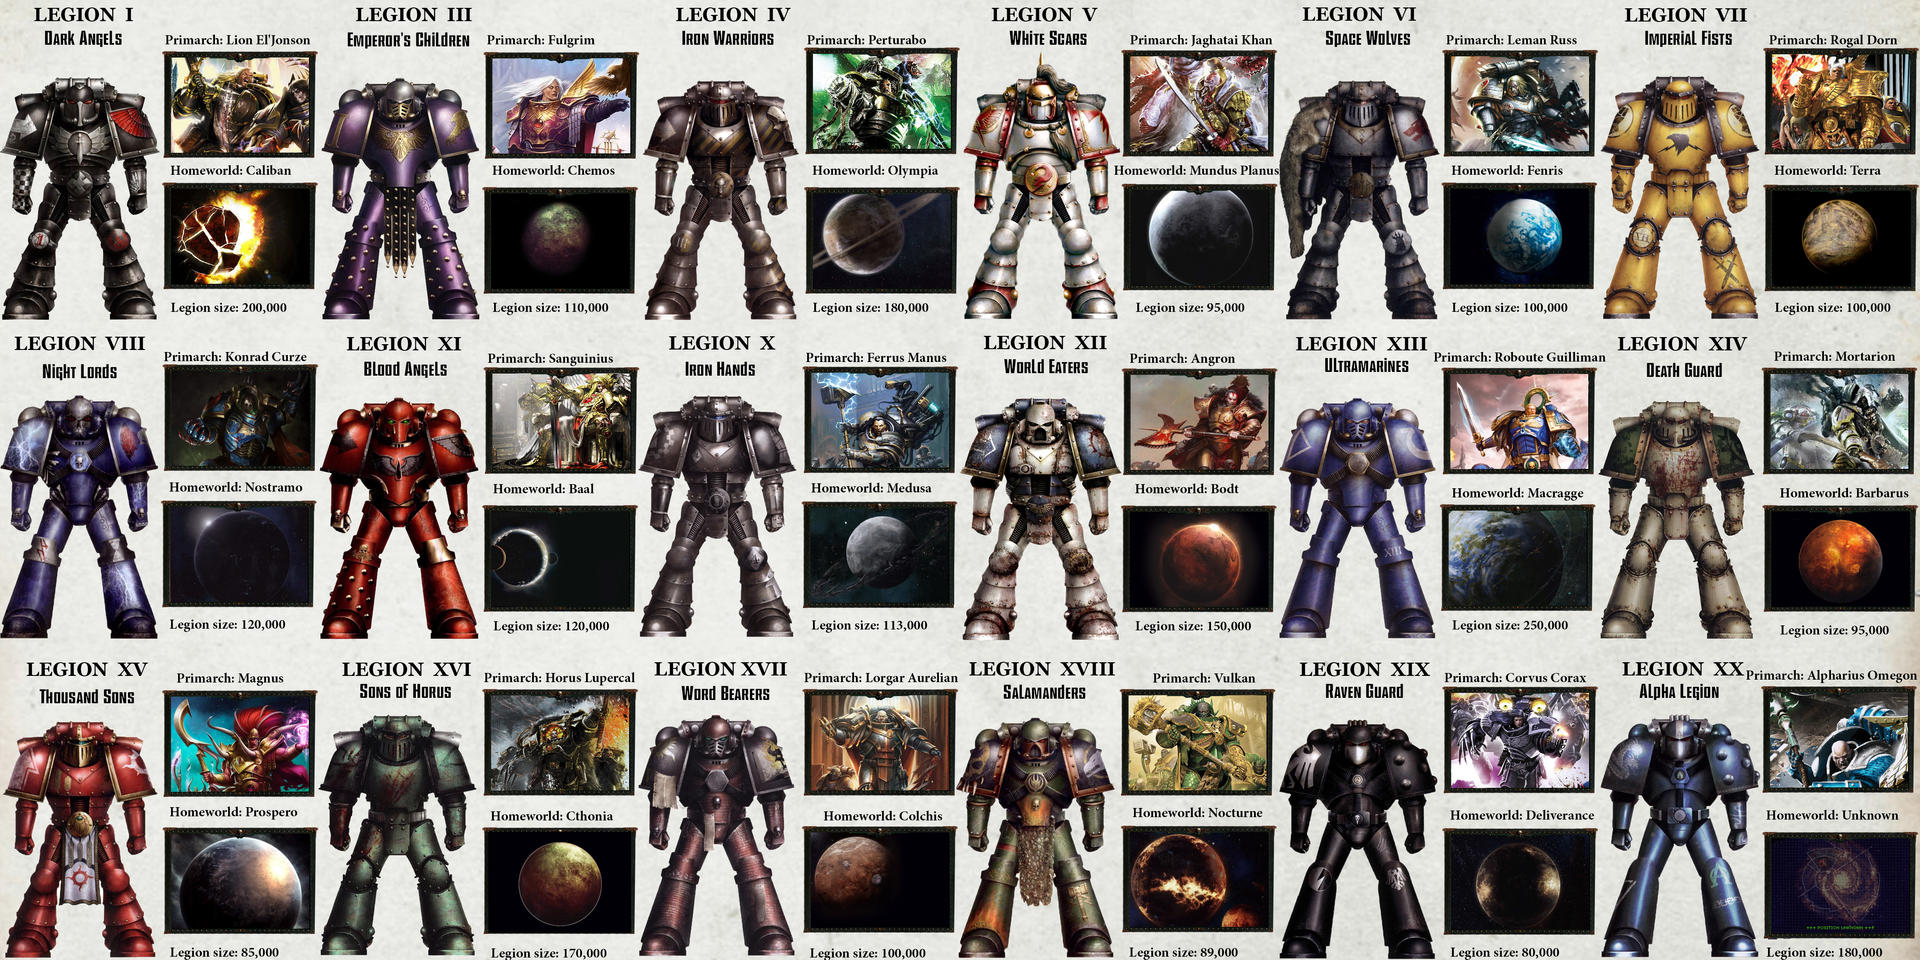 LEGION I
Dark Angels
Primarch: Lion El'Jonson
Homeworld: Caliban
Legion size: 200,000
LEGION III
Emperor's Children
Primarch: Fulgrim
Homeworld: Chemos
Legion size: 110,000
LEGION IV
Iron Warriors
Primarch: Perturabo
Homeworld: Olympia
Legion size: 180,000
LEGION V
White Scars
Primarch: Jaghatai Khan
Homeworld: Mundus Planus
Legion size: 95,000
LEGION VI
Space Wolves
Primarch: Leman Russ
Homeworld: Fenris
Legion size: 100,000
LEGION VII
Imperial Fists
Primarch: Rogal Dorn
Homeworld: Terra
Legion size: 100,000
LEGION VIII
Night Lords
Primarch: Konrad Curze
Homeworld: Nostramo
Legion size: 120,000
LEGION XI
Blood Angels
Primarch: Sanguinius
Homeworld: Baal
Legion size: 120,000
LEGION X
Iron Hands
Primarch: Ferrus Manus
Homeworld: Medusa
Legion size: 113,000
LEGION XII
World Eaters
Primarch: Angron
Homeworld: Bodt
Legion size: 150,000
LEGION XIII
Ultramarines
Primarch: Roboute Guilliman
Homeworld: Macragge
XIII
Legion size: 250,000
LEGION XIV
Death Guard
Primarch: Mortarion
Homeworld: Barbarus
Legion size: 95,000
LEGION XV
Thousand Sons
Primarch: Magnus
Homeworld: Prospero
Legion size: 85,000
LEGION XVI
Sons of Horus
Primarch: Horus Lupercal
Homeworld: Cthonia
Legion size: 170,000
LEGION XVII
Word Bearers
Primarch: Lorgar Aurelian
Homeworld: Colchis
Legion size: 100,000
LEGION XVIII
Salamanders
Primarch: Vulkan
Homeworld: Nocturne
Legion size: 89,000
LEGION XIX
Raven Guard
Primarch: Corvus Corax
Homeworld: Deliverance
Legion size: 80,000
LEGION XX
Alpha Legion
Primarch: Alpharius Omegon
Homeworld: Unknown
+++ POSITION UNKNOWN +++
Legion size: 180,000